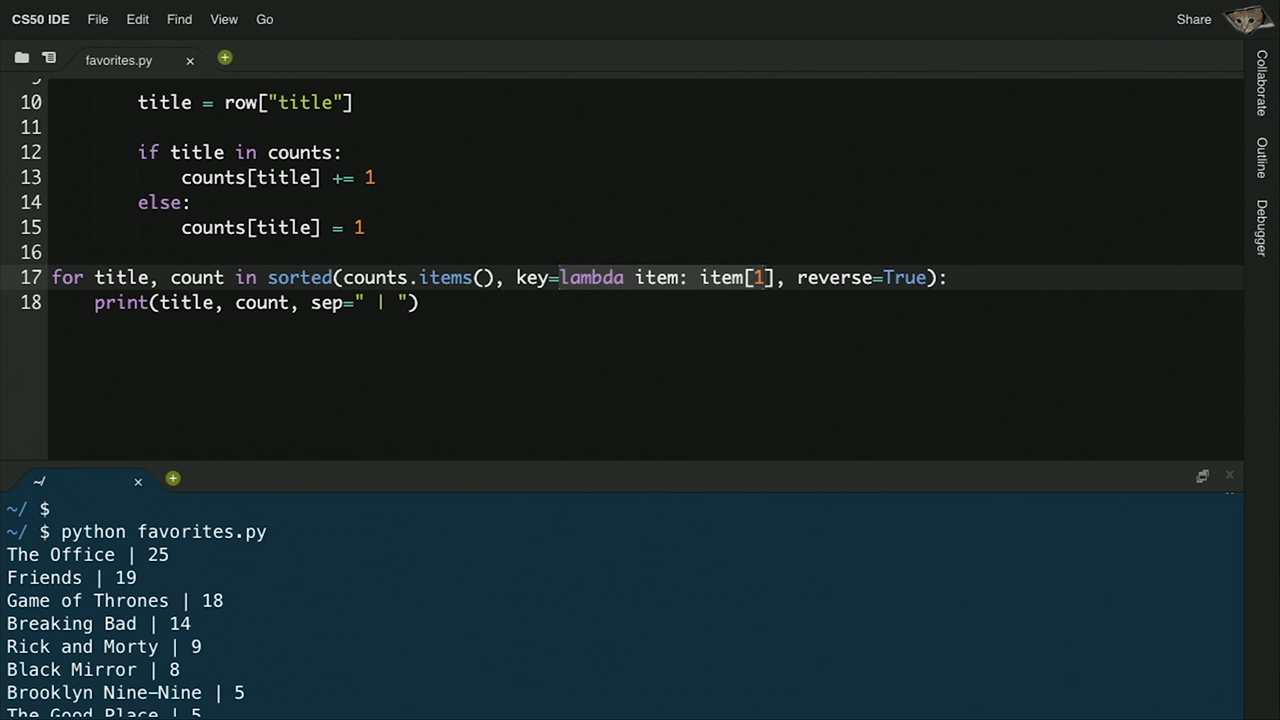 CS50 IDE File Edit Find View Go Share
favorites.py
Collaborate
Outline
Debugger
9
10 title = row["title"]
11
12 if title in counts:
13 counts[title] += 1
14 else:
15 counts[title] = 1
16
17 for title, count in sorted(counts.items(), key=lambda item: item[1], reverse=True):
18 print(title, count, sep=" | ")
~/
~/ $
~/ $ python favorites.py
The Office | 25
Friends | 19
Game of Thrones | 18
Breaking Bad | 14
Rick and Morty | 9
Black Mirror | 8
Brooklyn Nine-Nine | 5
The Good Place | 5